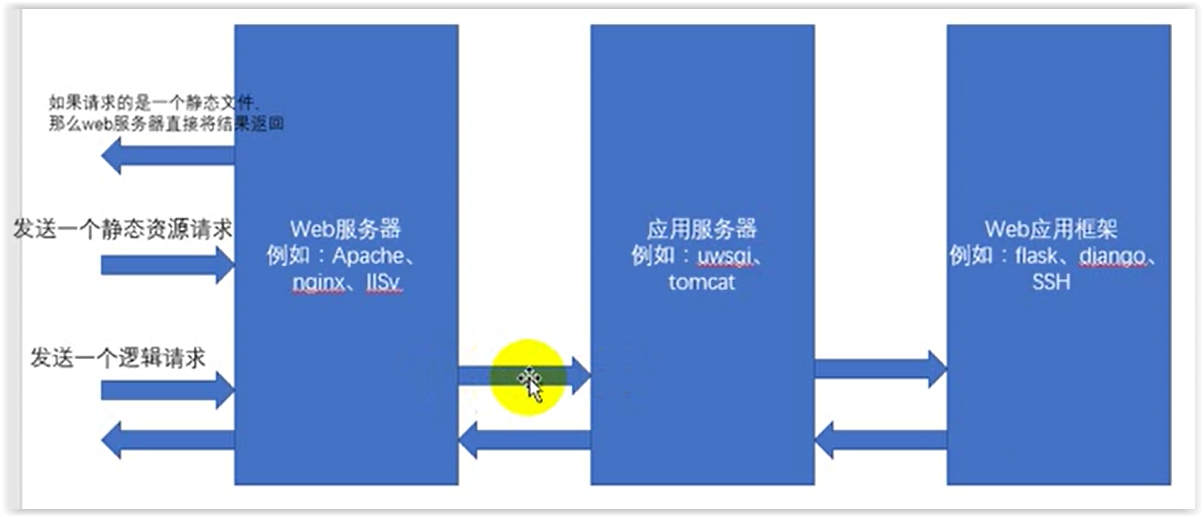 如果请求的是一个静态文件,
那么web服务器直接将结果返回
发送一个静态资源请求
发送一个逻辑请求
Web服务器
例如：Apache、
nginx、IISv
应用服务器
例如：uwsgi、
tomcat
Web应用框架
例如：flask、django、
SSH